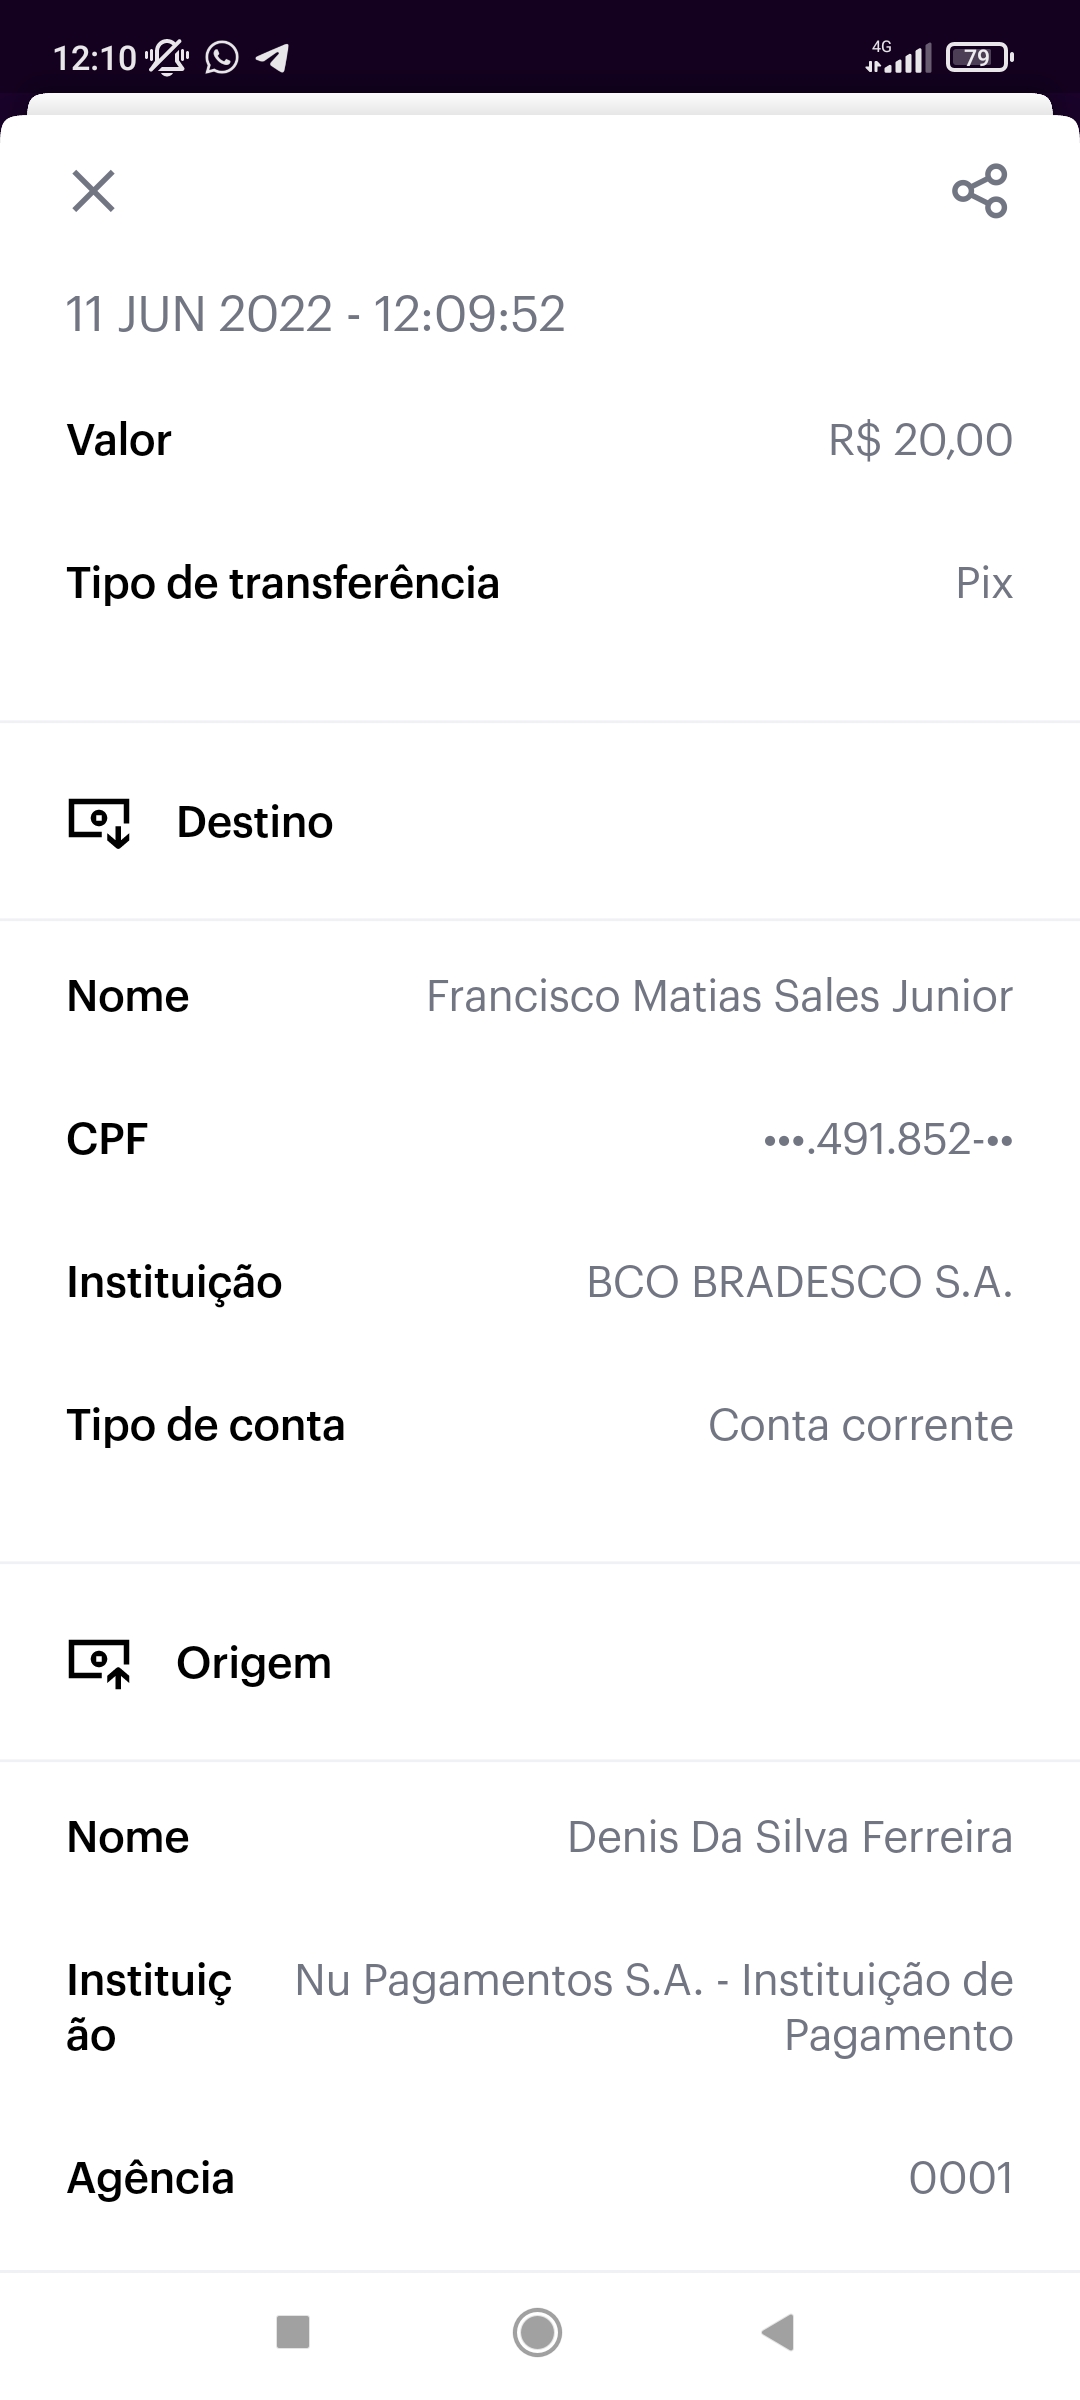 12:10
4G
79
11 JUN 2022 - 12:09:52
Valor R$ 20,00
Tipo de transferência Pix
Destino
Nome Francisco Matias Sales Junior
CPF •••.491.852-••
Instituição BCO BRADESCO S.A.
Tipo de conta Conta corrente
Origem
Nome Denis Da Silva Ferreira
Instituiç Nu Pagamentos S.A. - Instituição de
ão Pagamento
Agência 0001